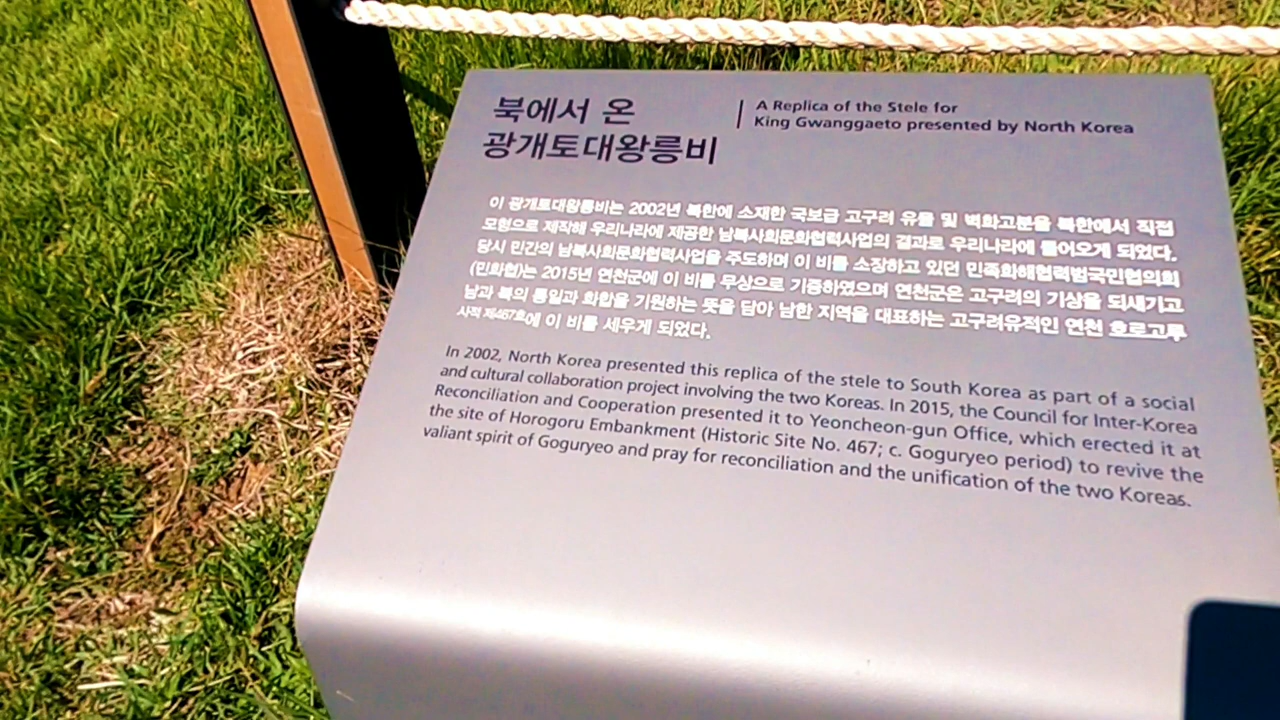 북에서 온
광개토대왕릉비
A Replica of the Stele for
King Gwanggaeto presented by North Korea
이 광개토대왕릉비는 2002년 북한에 소재한 국보급 고구려 유물 및 벽화고분을 북한에서 직접
모형으로 제작해 우리나라에 제공한 남북사회문화협력사업의 결과로 우리나라에 들어오게 되었다.
당시 민간의 남북사회문화협력사업을 주도하며 이 비를 소장하고 있던 민족화해협력범국민협의회
(민화협)는 2015년 연천군에 이 비를 무상으로 기증하였으며 연천군은 고구려의 기상을 되새기고
남과 북의 통일과 화합을 기원하는 뜻을 담아 남한 지역을 대표하는 고구려유적인 연천 호로고루
사적 제467호에 이 비를 세우게 되었다.
In 2002, North Korea presented this replica of the stele to South Korea as part of a social
and cultural collaboration project involving the two Koreas. In 2015, the Council for Inter-Korea
Reconciliation and Cooperation presented it to Yeoncheon-gun Office, which erected it at
the site of Horogoru Embankment (Historic Site No. 467; c. Goguryeo period) to revive the
valiant spirit of Goguryeo and pray for reconciliation and the unification of the two Koreas.